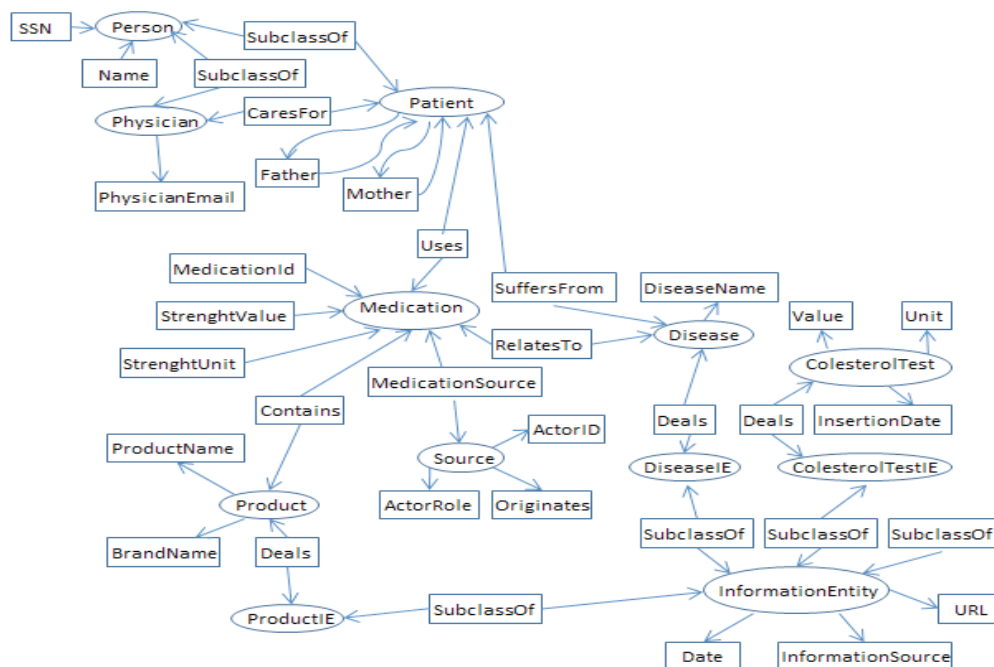 SSN
Person
SubclassOf
Name
SubclassOf
Patient
Physician
CaresFor
Father
Mother
PhysicianEmail
Uses
MedicationId
SuffersFrom
DiseaseName
Medication
Value
Unit
StrenghtValue
Disease
RelatesTo
StrenghtUnit
ColesterolTest
MedicationSource
Contains
Deals
Deals
InsertionDate
ActorID
ProductName
Source
DiseaseIE
ColesterolTestIE
Product
ActorRole
Originates
SubclassOf
SubclassOf
SubclassOf
BrandName
Deals
InformationEntity
ProductIE
SubclassOf
URL
Date
InformationSource